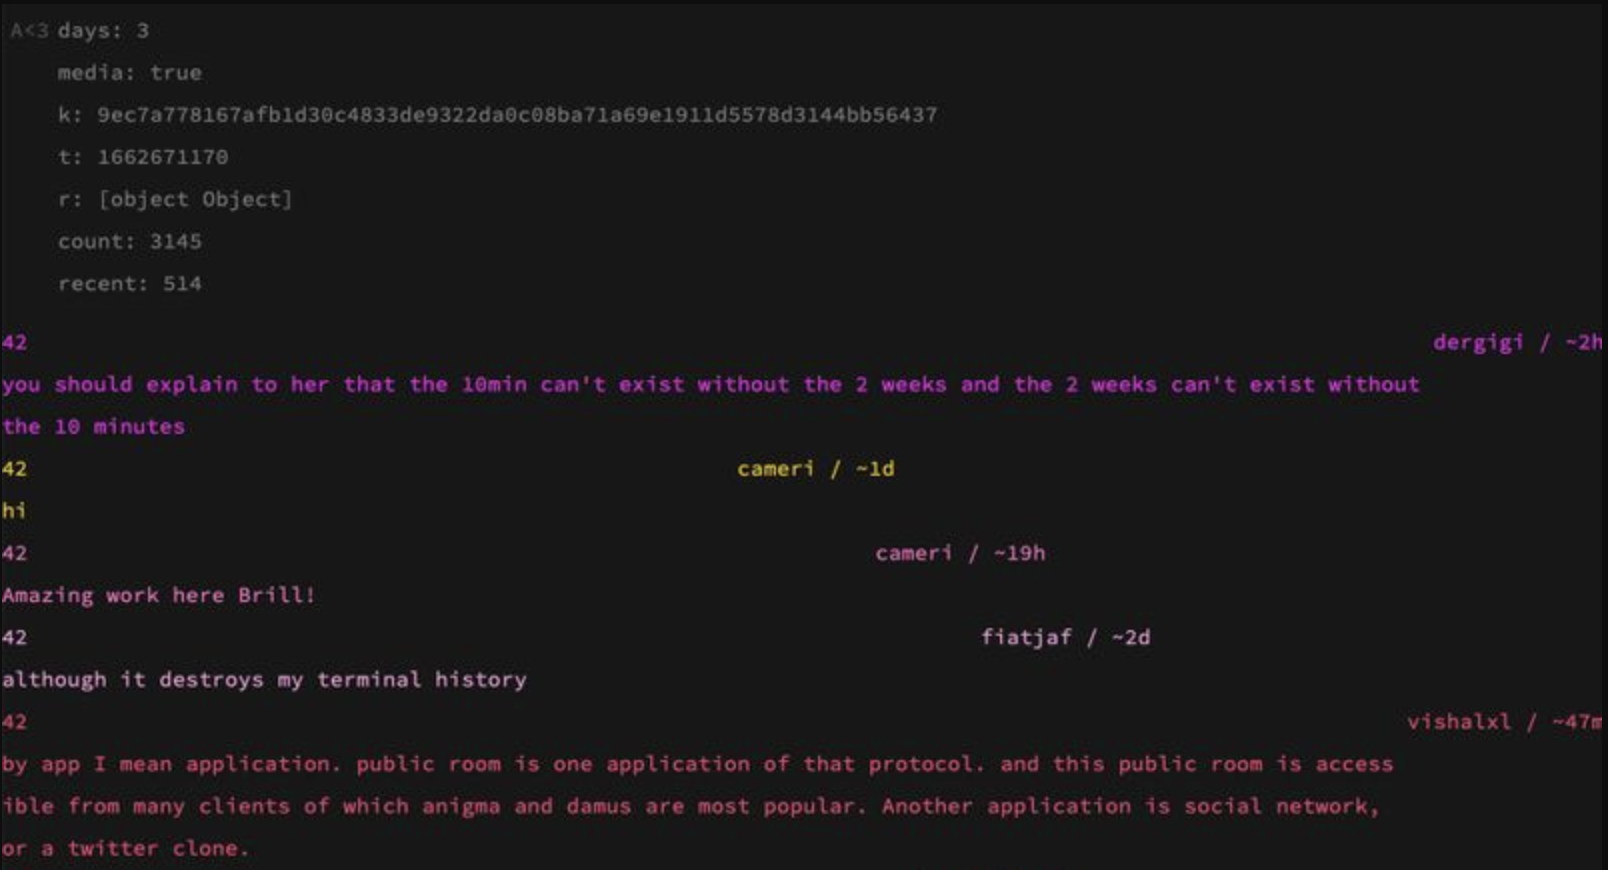 A<3 days: 3
media: true
k: 9ec7a778167afb1d30c4833de9322da0c08ba71a69e1911d5578d3144bb56437
t: 1662671170
r: [object Object]
count: 3145
recent: 514
42 dergigi / ~2h
you should explain to her that the 10min can't exist without the 2 weeks and the 2 weeks can't exist without
the 10 minutes
42 cameri / ~1d
hi
42 cameri / ~19h
Amazing work here Brill!
42 fiatjaf / ~2d
although it destroys my terminal history
42 vishalxl / ~47m
by app I mean application. public room is one application of that protocol. and this public room is access
ible from many clients of which anigma and damus are most popular. Another application is social network,
or a twitter clone.